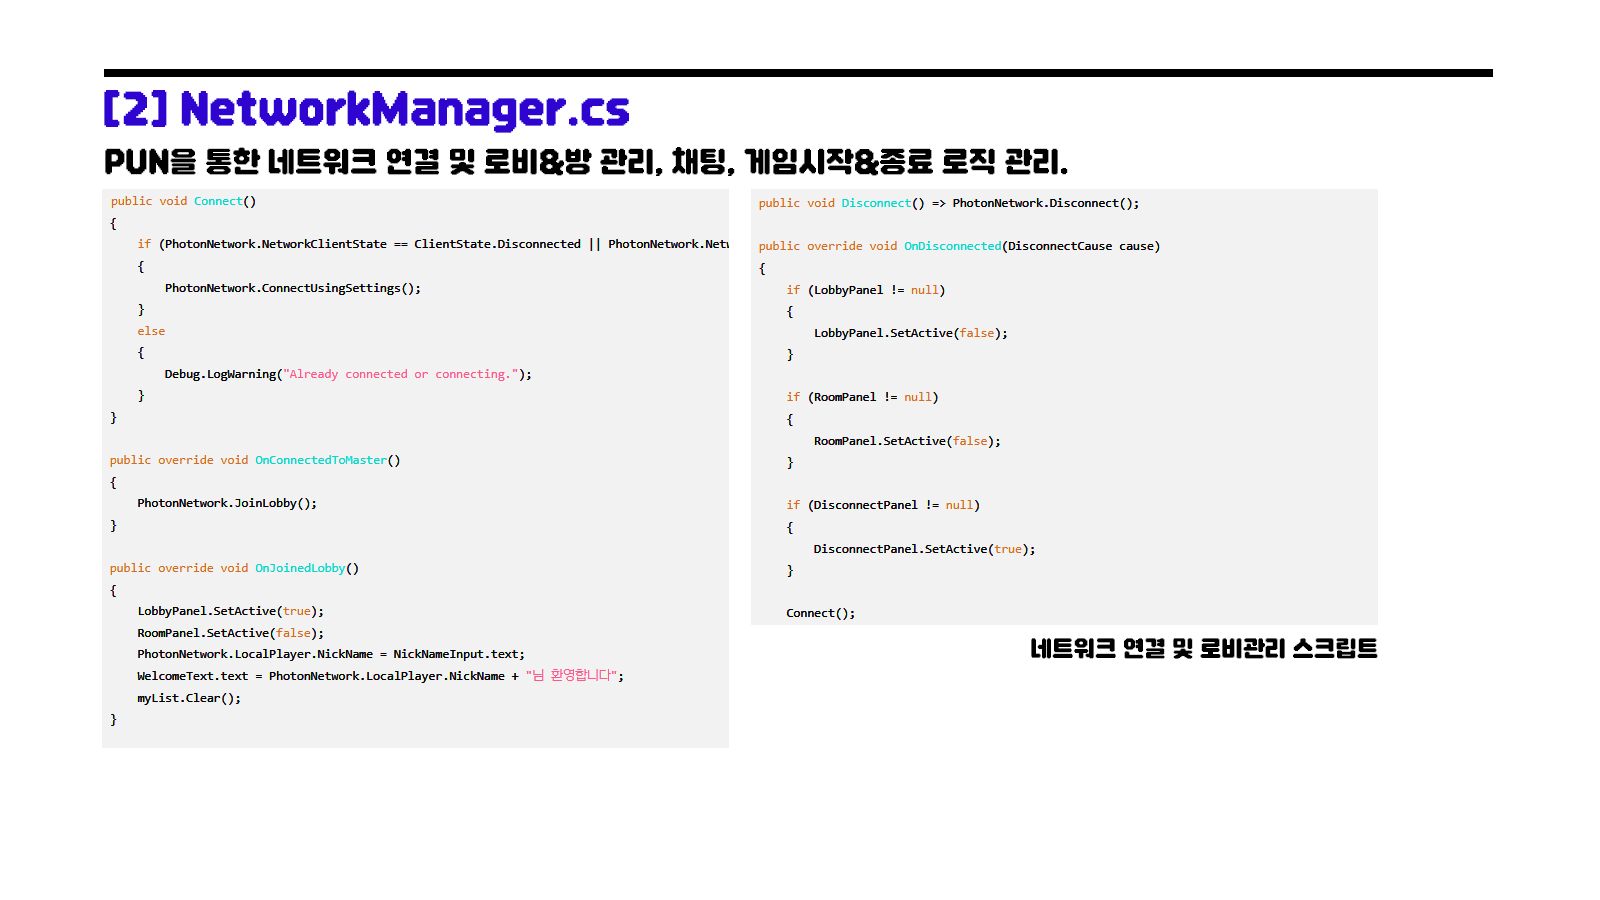 [2] NetworkManager.cs
PUN을 통한 네트워크 연결 및 로비&방 관리, 채팅, 게임시작&종료 로직 관리.
public void Connect()
{
if (PhotonNetwork.NetworkClientState == ClientState.Disconnected || PhotonNetwork.Netw
{
PhotonNetwork.ConnectUsingSettings();
}
else
{
Debug.LogWarning("Already connected or connecting.");
}
}
public override void OnConnectedToMaster()
{
PhotonNetwork.JoinLobby();
}
public override void OnJoinedLobby()
{
LobbyPanel.SetActive(true);
RoomPanel.SetActive(false);
PhotonNetwork.LocalPlayer.NickName = NickNameInput.text;
WelcomeText.text = PhotonNetwork.LocalPlayer.NickName + "님 환영합니다";
myList.Clear();
}
public void Disconnect() => PhotonNetwork.Disconnect();
public override void OnDisconnected(DisconnectCause cause)
{
if (LobbyPanel != null)
{
LobbyPanel.SetActive(false);
}
if (RoomPanel != null)
{
RoomPanel.SetActive(false);
}
if (DisconnectPanel != null)
{
DisconnectPanel.SetActive(true);
}
Connect();
네트워크 연결 및 로비관리 스크립트